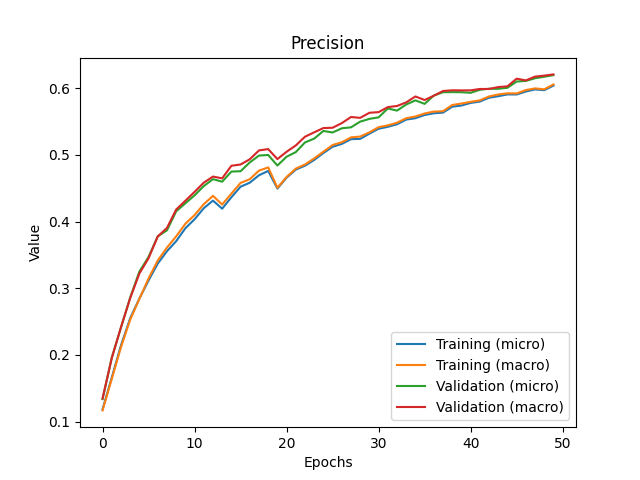 Precision
Value
0.6
0.5
0.4
0.3
0.2
0.1
0 10 20 30 40 50
Epochs
Training (micro)
Training (macro)
Validation (micro)
Validation (macro)